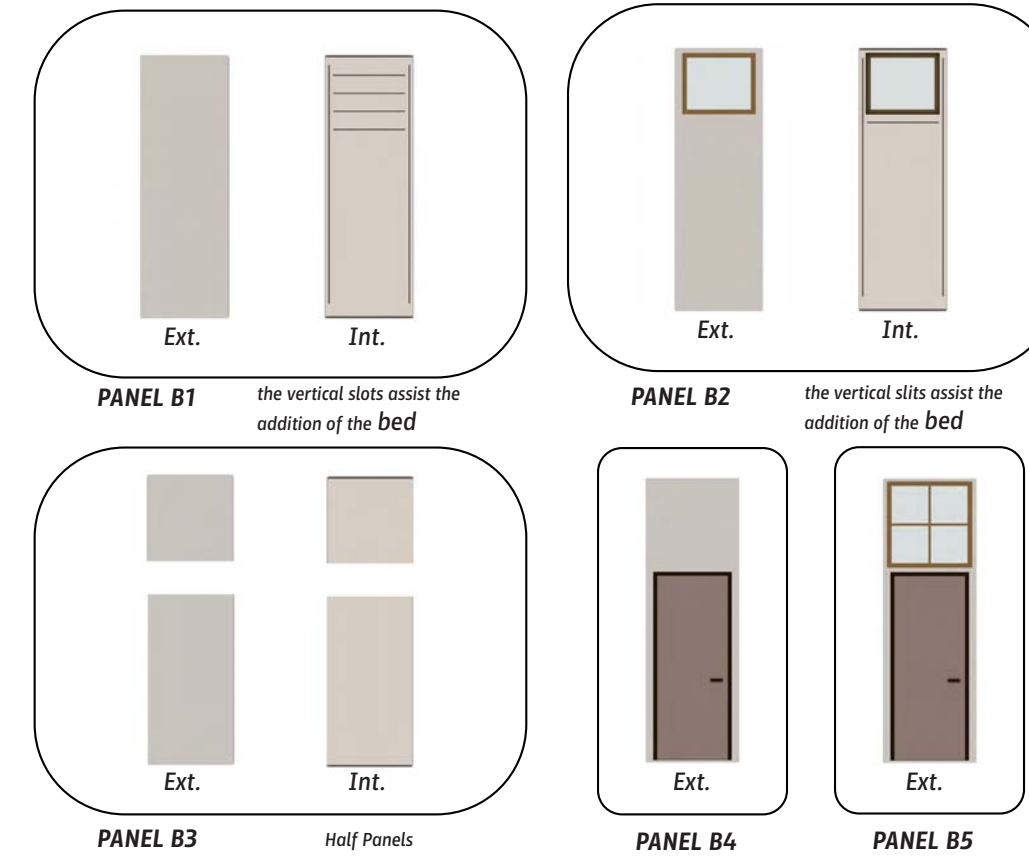 Ext.
Int.
PANEL B1
the vertical slots assist the
addition of the bed
Ext.
Int.
PANEL B2
the vertical slits assist the
addition of the bed
Ext.
Int.
PANEL B3
Half Panels
Ext.
PANEL B4
Ext.
PANEL B5